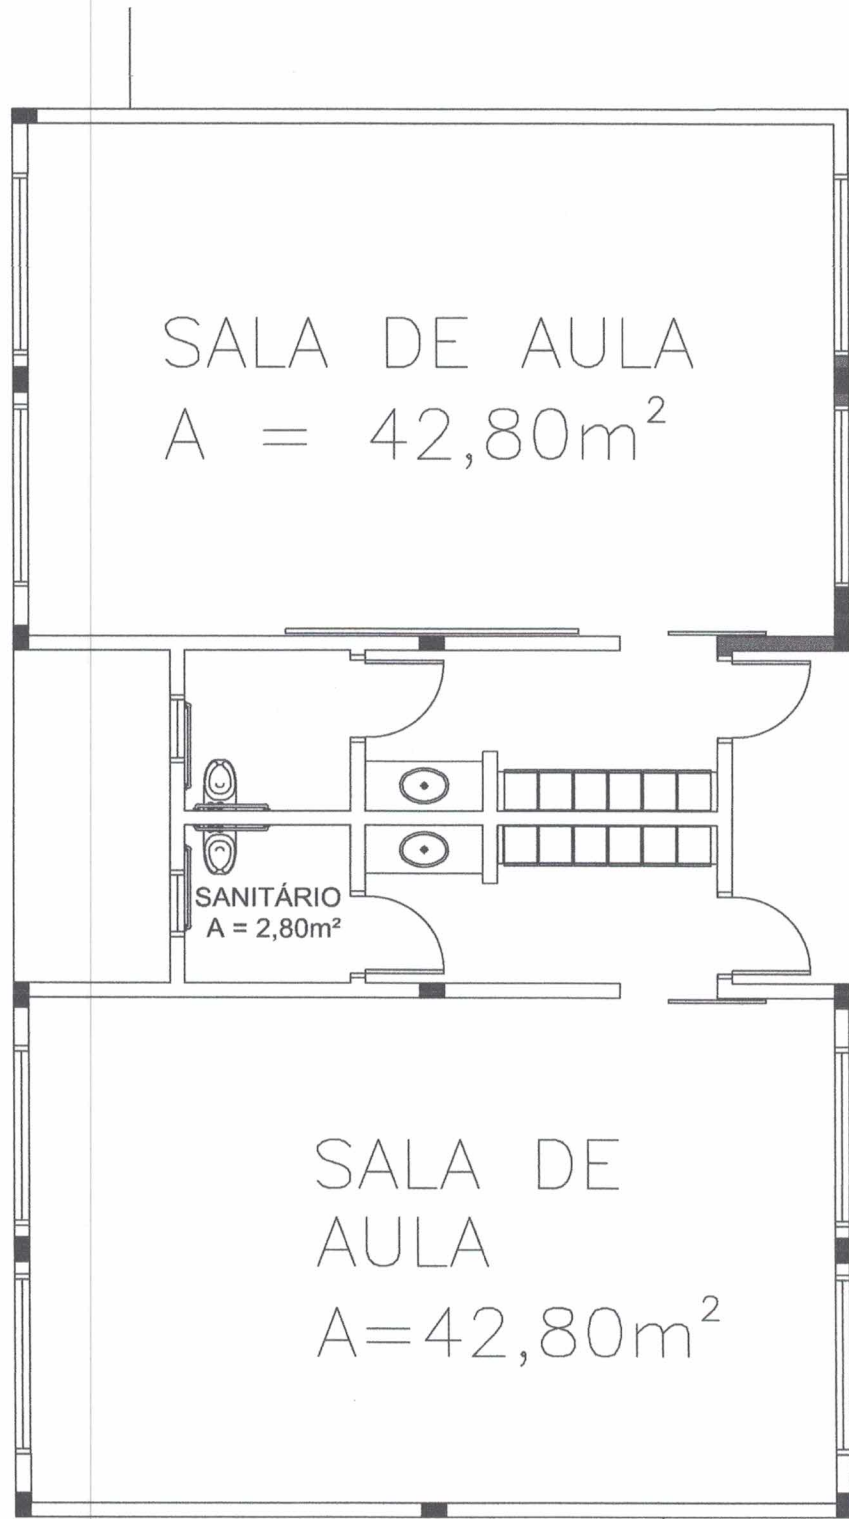 SALA DE AULA
A = 42,80m²
SANITÁRIO
A = 2,80m²
SALA DE
AULA
A=42,80m²